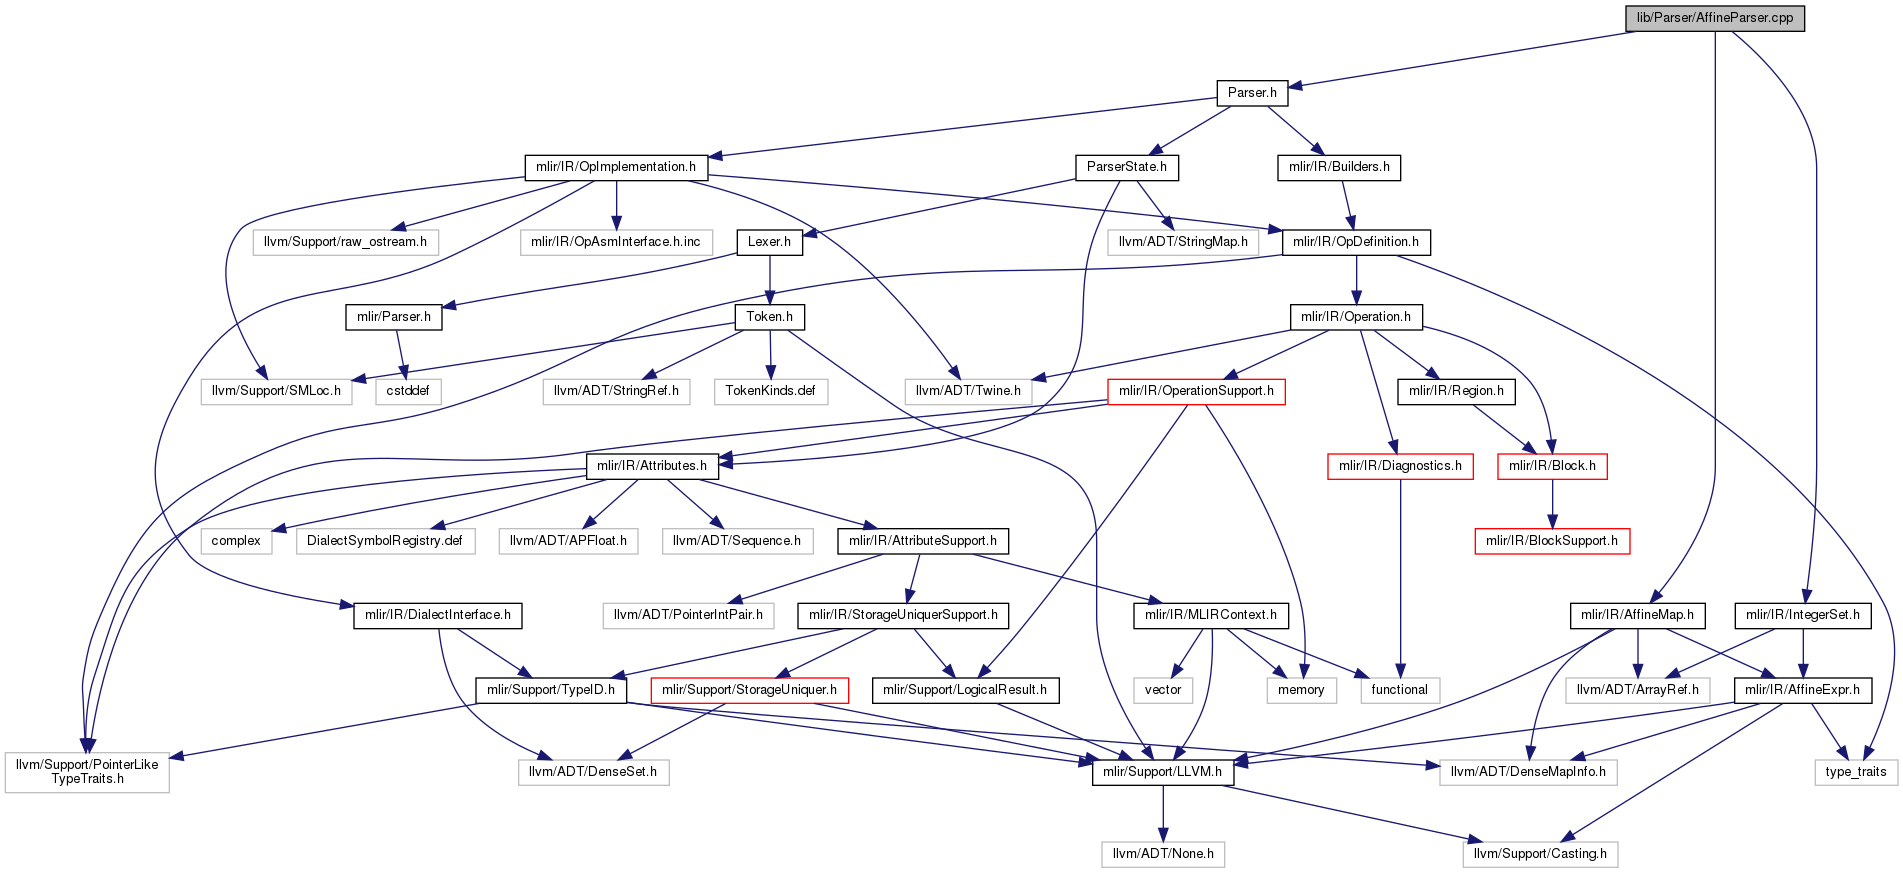 lib/Parser/AffineParser.cpp
Parser.h
mlir/IR/OpImplementation.h
ParserState.h
mlir/IR/Builders.h
llvm/Support/raw_ostream.h
mlir/IR/OpAsmInterface.h.inc
Lexer.h
llvm/ADT/StringMap.h
mlir/IR/OpDefinition.h
mlir/Parser.h
Token.h
mlir/IR/Operation.h
llvm/Support/SMLoc.h
cstddef
llvm/ADT/StringRef.h
TokenKinds.def
llvm/ADT/Twine.h
mlir/IR/OperationSupport.h
mlir/IR/Region.h
mlir/IR/Attributes.h
mlir/IR/Diagnostics.h
mlir/IR/Block.h
complex
DialectSymbolRegistry.def
llvm/ADT/APFloat.h
llvm/ADT/Sequence.h
mlir/IR/AttributeSupport.h
mlir/IR/BlockSupport.h
mlir/IR/DialectInterface.h
llvm/ADT/PointerIntPair.h
mlir/IR/StorageUniquerSupport.h
mlir/IR/MLIRContext.h
mlir/IR/AffineMap.h
mlir/IR/IntegerSet.h
mlir/Support/TypeID.h
mlir/Support/StorageUniquer.h
mlir/Support/LogicalResult.h
vector
memory
functional
llvm/ADT/ArrayRef.h
mlir/IR/AffineExpr.h
llvm/Support/PointerLike
TypeTraits.h
llvm/ADT/DenseSet.h
mlir/Support/LLVM.h
llvm/ADT/DenseMapInfo.h
type_traits
llvm/ADT/None.h
llvm/Support/Casting.h